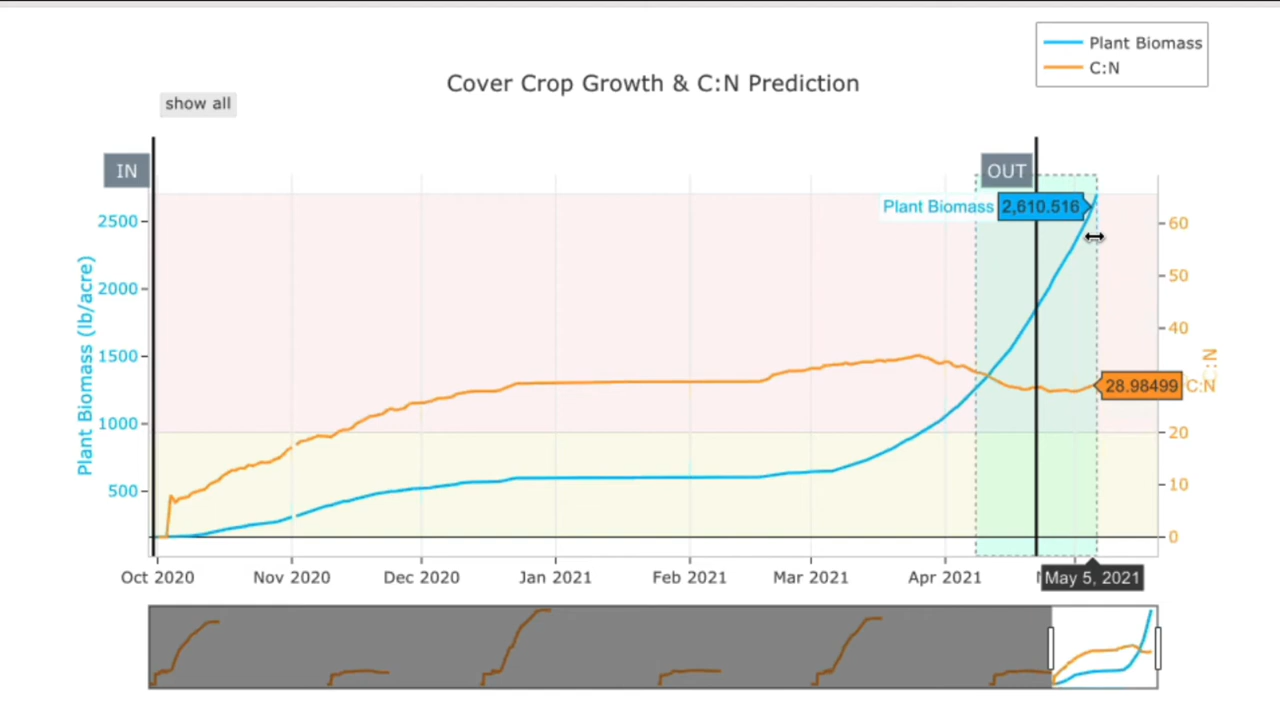 Plant Biomass
C:N
Cover Crop Growth & C:N Prediction
show all
IN
OUT
Plant Biomass 2,610.516
2500
2000
1500
1000
500
Plant Biomass (lb/acre)
60
50
40
20
10
0
C:N
28.98499 C:N
Oct 2020
Nov 2020
Dec 2020
Jan 2021
Feb 2021
Mar 2021
Apr 2021
May 5, 2021